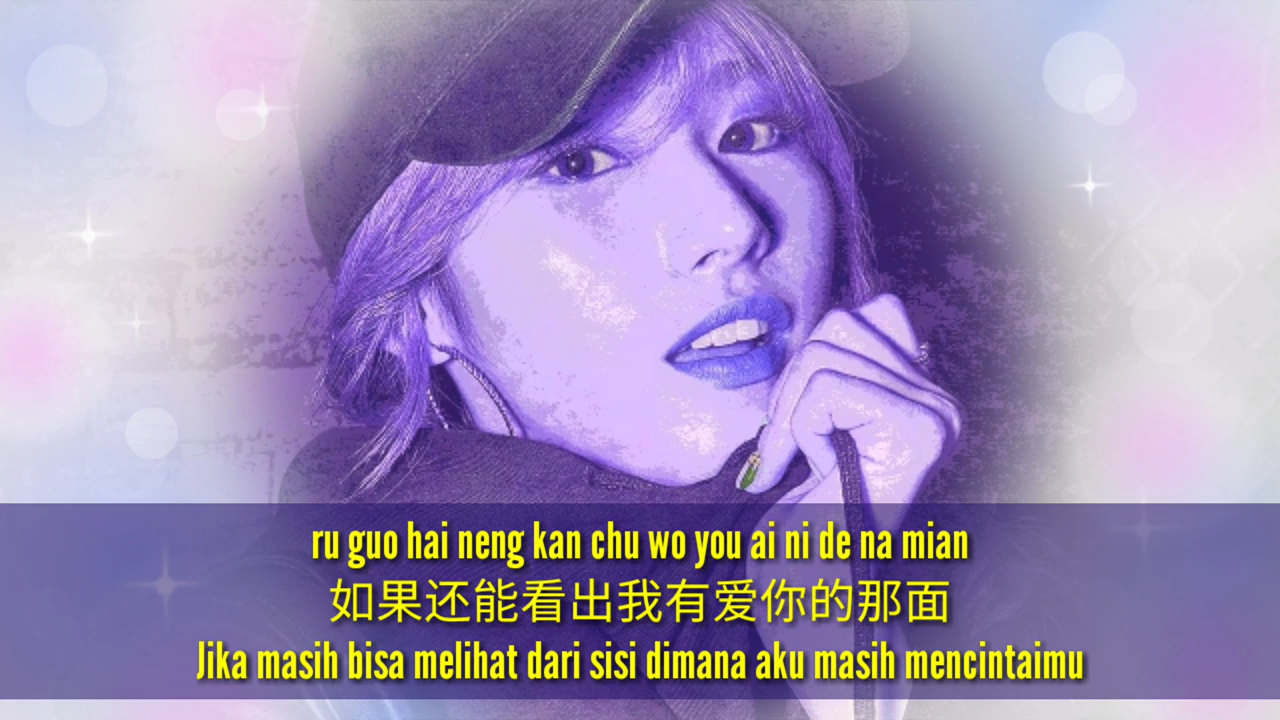 ru guo hai neng kan chu wo you ai ni de na mian
如果还能看出我有爱你的那面
Jika masih bisa melihat dari sisi dimana aku masih mencintaimu